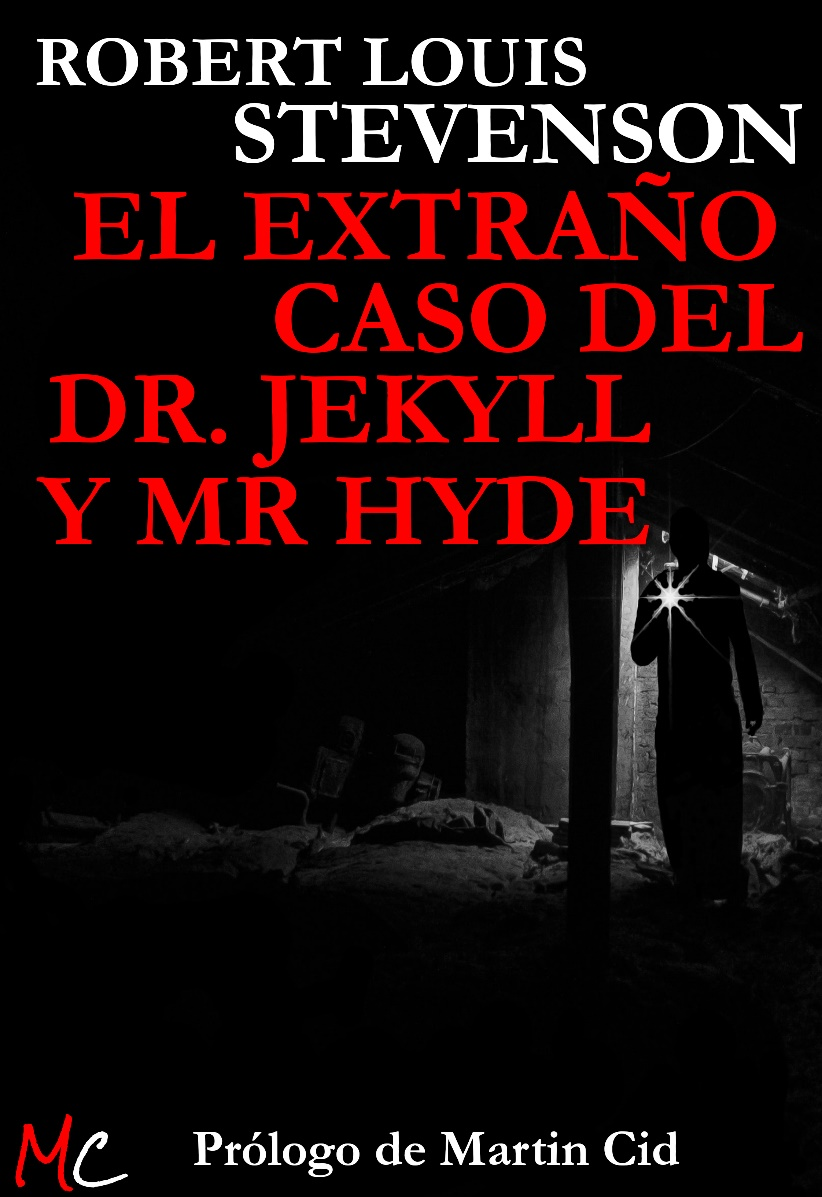 ROBERT LOUIS
STEVENSON
EL EXTRAÑO
CASO DEL
DR. JEKYLL
Y MR HYDE
MC
Prólogo de Martin Cid